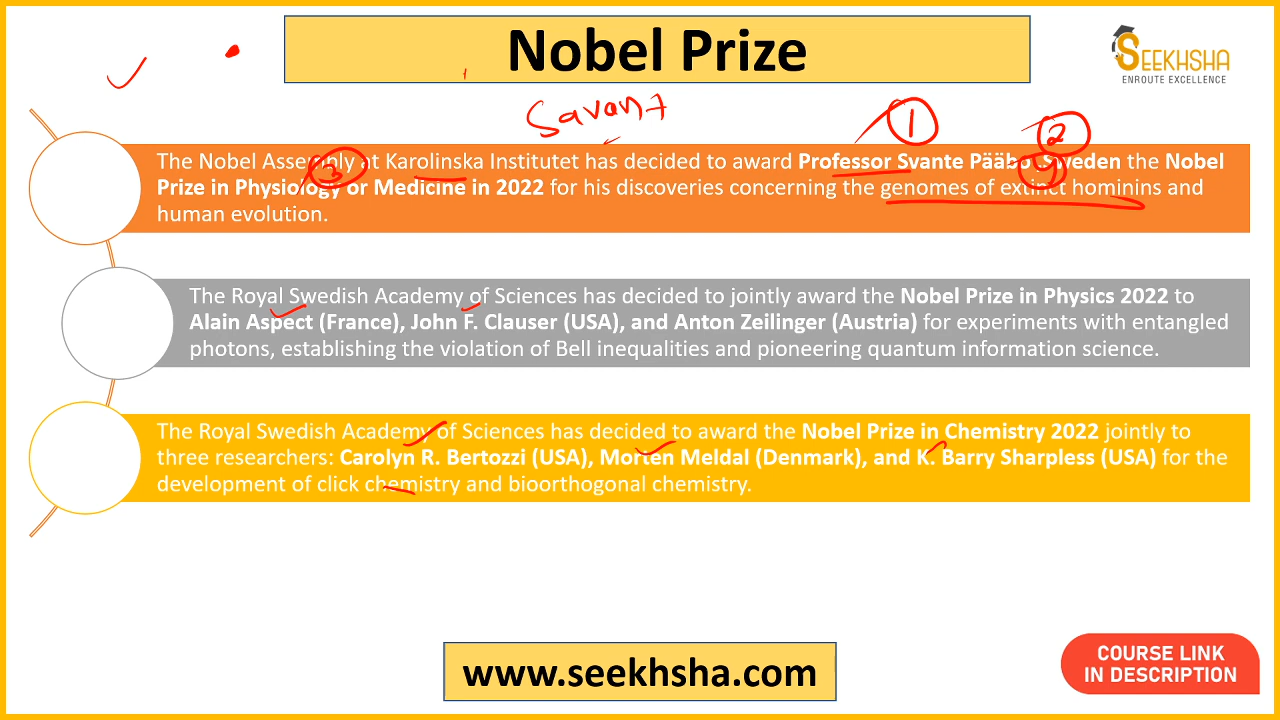 Nobel Prize
SEEKHSHA
ENROUTE EXCELLENCE
Savant
1
2
The Nobel Assembly at Karolinska Institutet has decided to award Professor Svante Pääbo Sweden the Nobel
3
Prize in Physiology or Medicine in 2022 for his discoveries concerning the genomes of extinct hominins and
human evolution.
The Royal Swedish Academy of Sciences has decided to jointly award the Nobel Prize in Physics 2022 to
Alain Aspect (France), John F. Clauser (USA), and Anton Zeilinger (Austria) for experiments with entangled
photons, establishing the violation of Bell inequalities and pioneering quantum information science.
The Royal Swedish Academy of Sciences has decided to award the Nobel Prize in Chemistry 2022 jointly to
three researchers: Carolyn R. Bertozzi (USA), Morten Meldal (Denmark), and K. Barry Sharpless (USA) for the
development of click chemistry and bioorthogonal chemistry.
www.seekhsha.com
COURSE LINK
IN DESCRIPTION